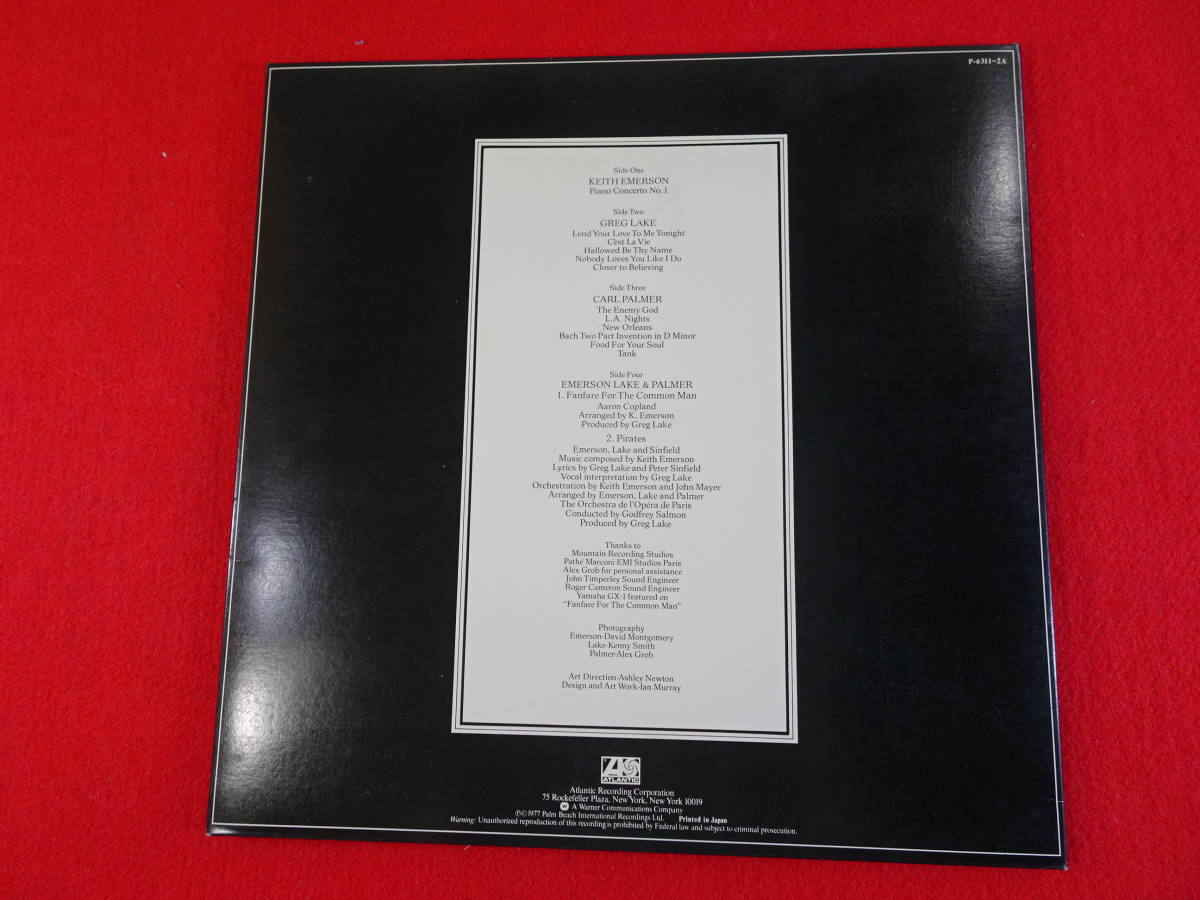 P-6311~2A
Side One
KEITH EMERSON
Piano Concerto No. 1
Side Two
GREG LAKE
Lend Your Love To Me Tonight
C'est La Vie
Hallowed Be Thy Name
Nobody Loves You Like I Do
Closer to Believing
Side Three
CARL PALMER
The Enemy God
L.A. Nights
New Orleans
Bach Two Part Invention in D Minor
Food For Your Soul
Tank
Side Four
EMERSON LAKE & PALMER
1. Fanfare For The Common Man
Aaron Copland
Arranged by K. Emerson
Produced by Greg Lake
2. Pirates
Emerson, Lake and Sinfield
Music composed by Keith Emerson
Lyrics by Greg Lake and Peter Sinfield
Vocal interpretation by Greg Lake
Orchestration by Keith Emerson and John Mayer
Arranged by Emerson, Lake and Palmer
The Orchestra de l'Opéra de Paris
Conducted by Godfrey Salmon
Produced by Greg Lake
Thanks to
Mountain Recording Studios
Pathé Marconi EMI Studios Paris
Alex Grob for personal assistance
John Timperley Sound Engineer
Roger Cameron Sound Engineer
Yamaha GX-1 featured on
"Fanfare For The Common Man"
Photography
Emerson-David Montgomery
Lake-Kenny Smith
Palmer-Alex Grob
Art Direction-Ashley Newton
Design and Art Work-Ian Murray
ATLANTIC
Atlantic Recording Corporation
75 Rockefeller Plaza, New York, New York 10019
A Warner Communications Company
℗© 1977 Palm Beach International Recordings Ltd. Printed in Japan
Warning: Unauthorized reproduction of this recording is prohibited by Federal law and subject to criminal prosecution.